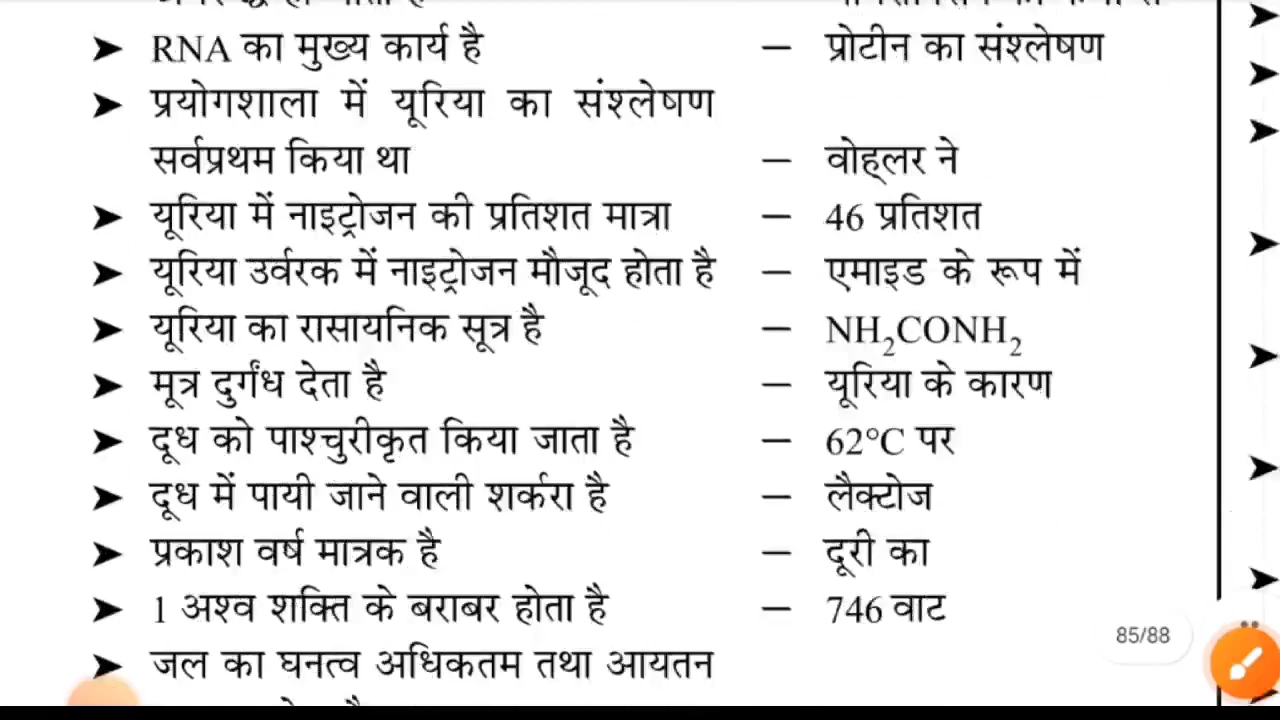 ➤ RNA का मुख्य कार्य है – प्रोटीन का संश्लेषण
➤ प्रयोगशाला में यूरिया का संश्लेषण
सर्वप्रथम किया था – वोह्लर ने
➤ यूरिया में नाइट्रोजन की प्रतिशत मात्रा – 46 प्रतिशत
➤ यूरिया उर्वरक में नाइट्रोजन मौजूद होता है – एमाइड के रूप में
➤ यूरिया का रासायनिक सूत्र है – NH₂CONH₂
➤ मूत्र दुर्गंध देता है – यूरिया के कारण
➤ दूध को पाश्चुरीकृत किया जाता है – 62°C पर
➤ दूध में पायी जाने वाली शर्करा है – लैक्टोज
➤ प्रकाश वर्ष मात्रक है – दूरी का
➤ 1 अश्व शक्ति के बराबर होता है – 746 वाट
85/88
➤ जल का घनत्व अधिकतम तथा आयतन